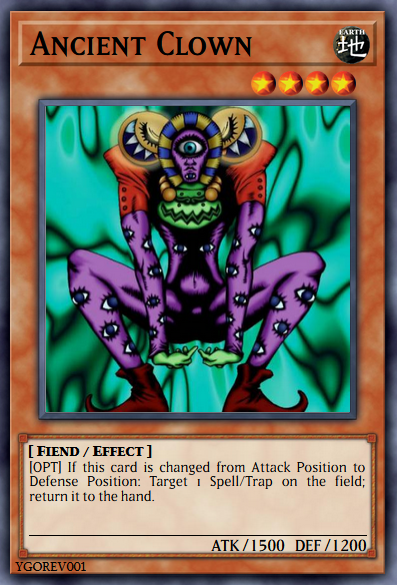 Ancient Clown
EARTH
地
[ Fiend / Effect ]
[OPT] If this card is changed from Attack Position to
Defense Position: Target 1 Spell/Trap on the field;
return it to the hand.
ATK/1500 DEF/1200
YGOREV001